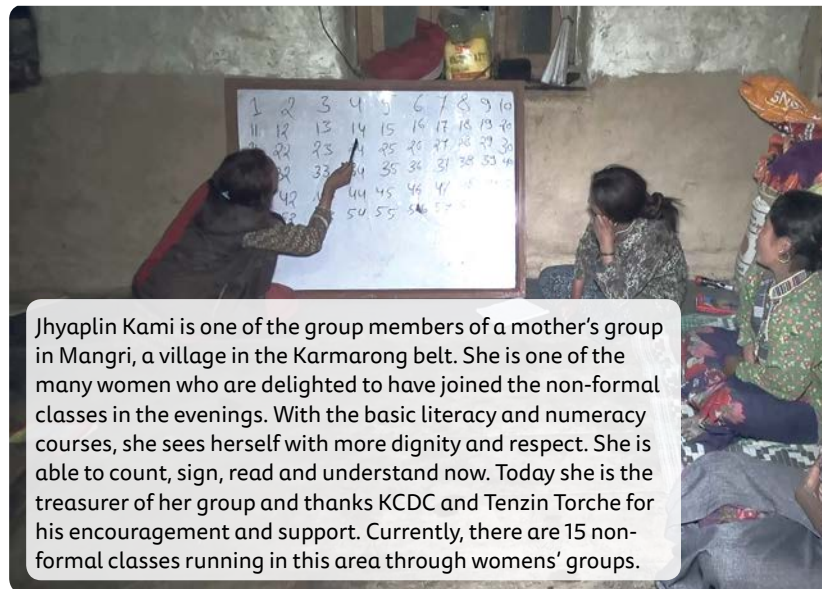 1 2 3 4 5 6 7 8 9 10
11 12 13 14 15 16 17 18 19 20
22 23 24 25 26 27 28 29 30
32 33 34 35 36 37 38 39 40
42 44 45 46 47
53 54 55 56 57
Jhyaplin Kami is one of the group members of a mother’s group
in Mangri, a village in the Karmarong belt. She is one of the
many women who are delighted to have joined the non-formal
classes in the evenings. With the basic literacy and numeracy
courses, she sees herself with more dignity and respect. She is
able to count, sign, read and understand now. Today she is the
treasurer of her group and thanks KCDC and Tenzin Torche for
his encouragement and support. Currently, there are 15 non-
formal classes running in this area through womens’ groups.